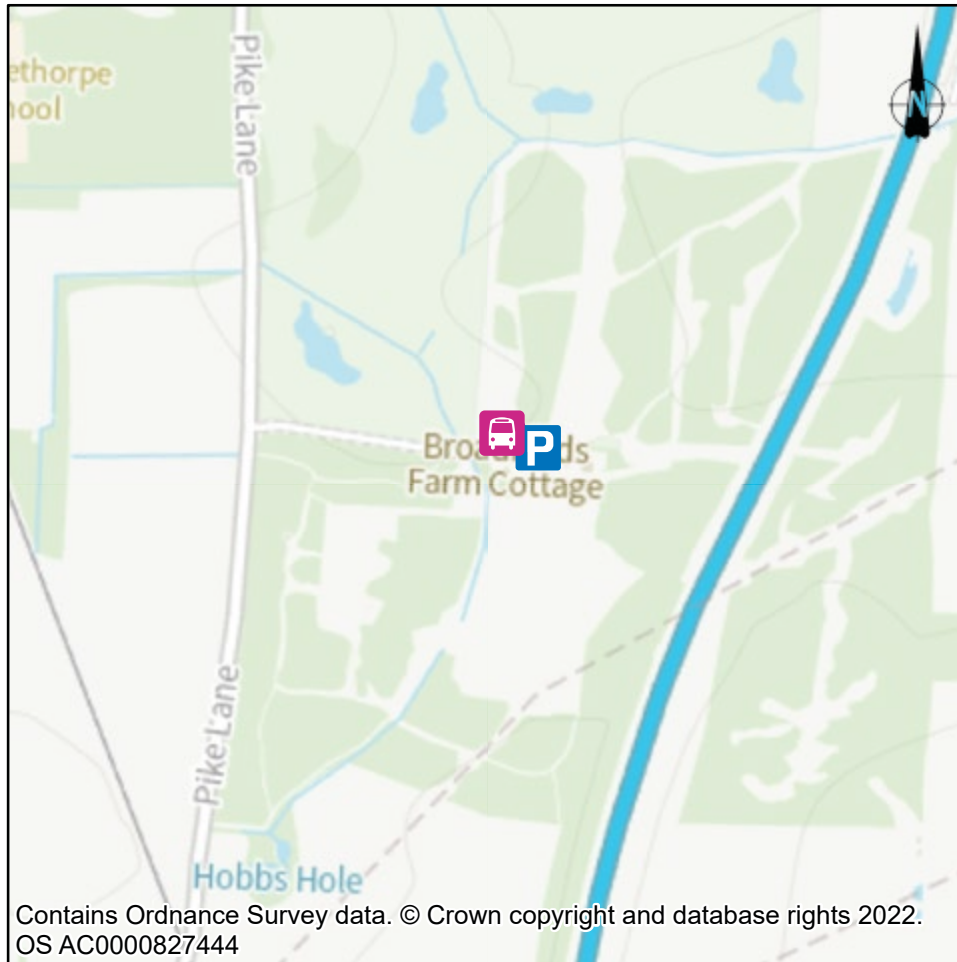 ethorpe
ool
Pike Lane
N
P
Farm Cottage
Pike Lane
Hobbs Hole
Contains Ordnance Survey data. © Crown copyright and database rights 2022.
OS AC0000827444